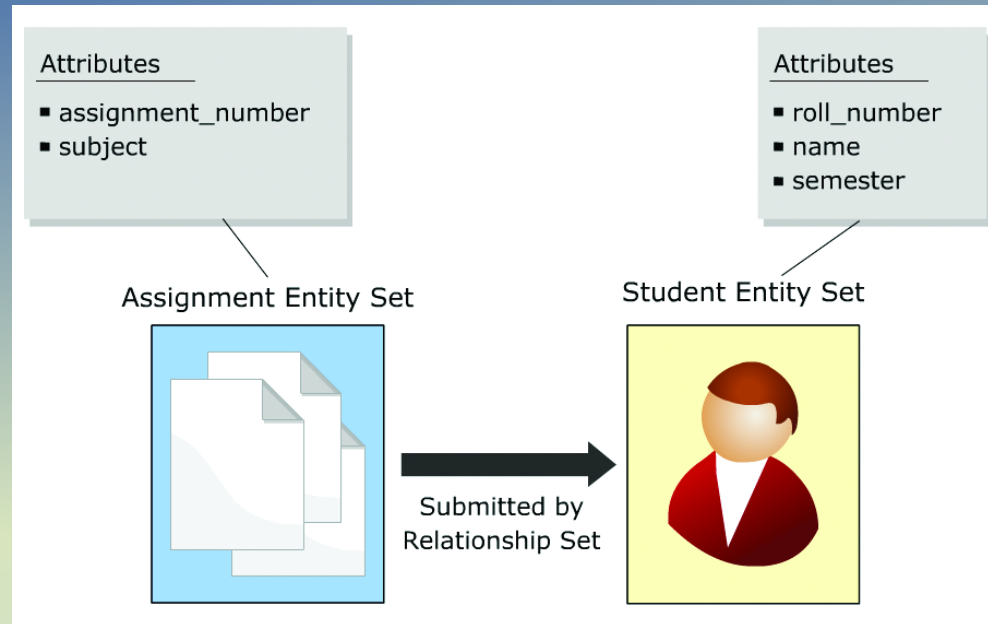 Attributes
▪ assignment_number
▪ subject
Attributes
▪ roll_number
▪ name
▪ semester
Assignment Entity Set
Student Entity Set
Submitted by
Relationship Set